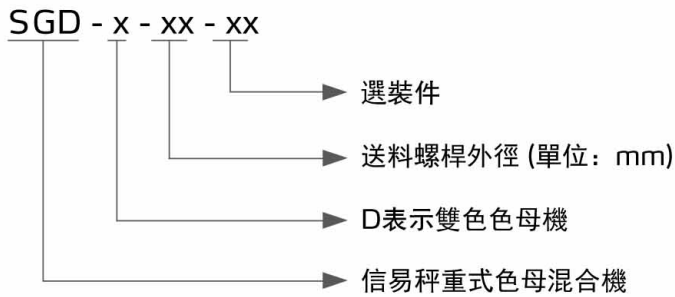 SGD - x - xx - xx
選裝件
送料螺桿外徑 (單位：mm)
D表示雙色色母機
信易秤重式色母混合機